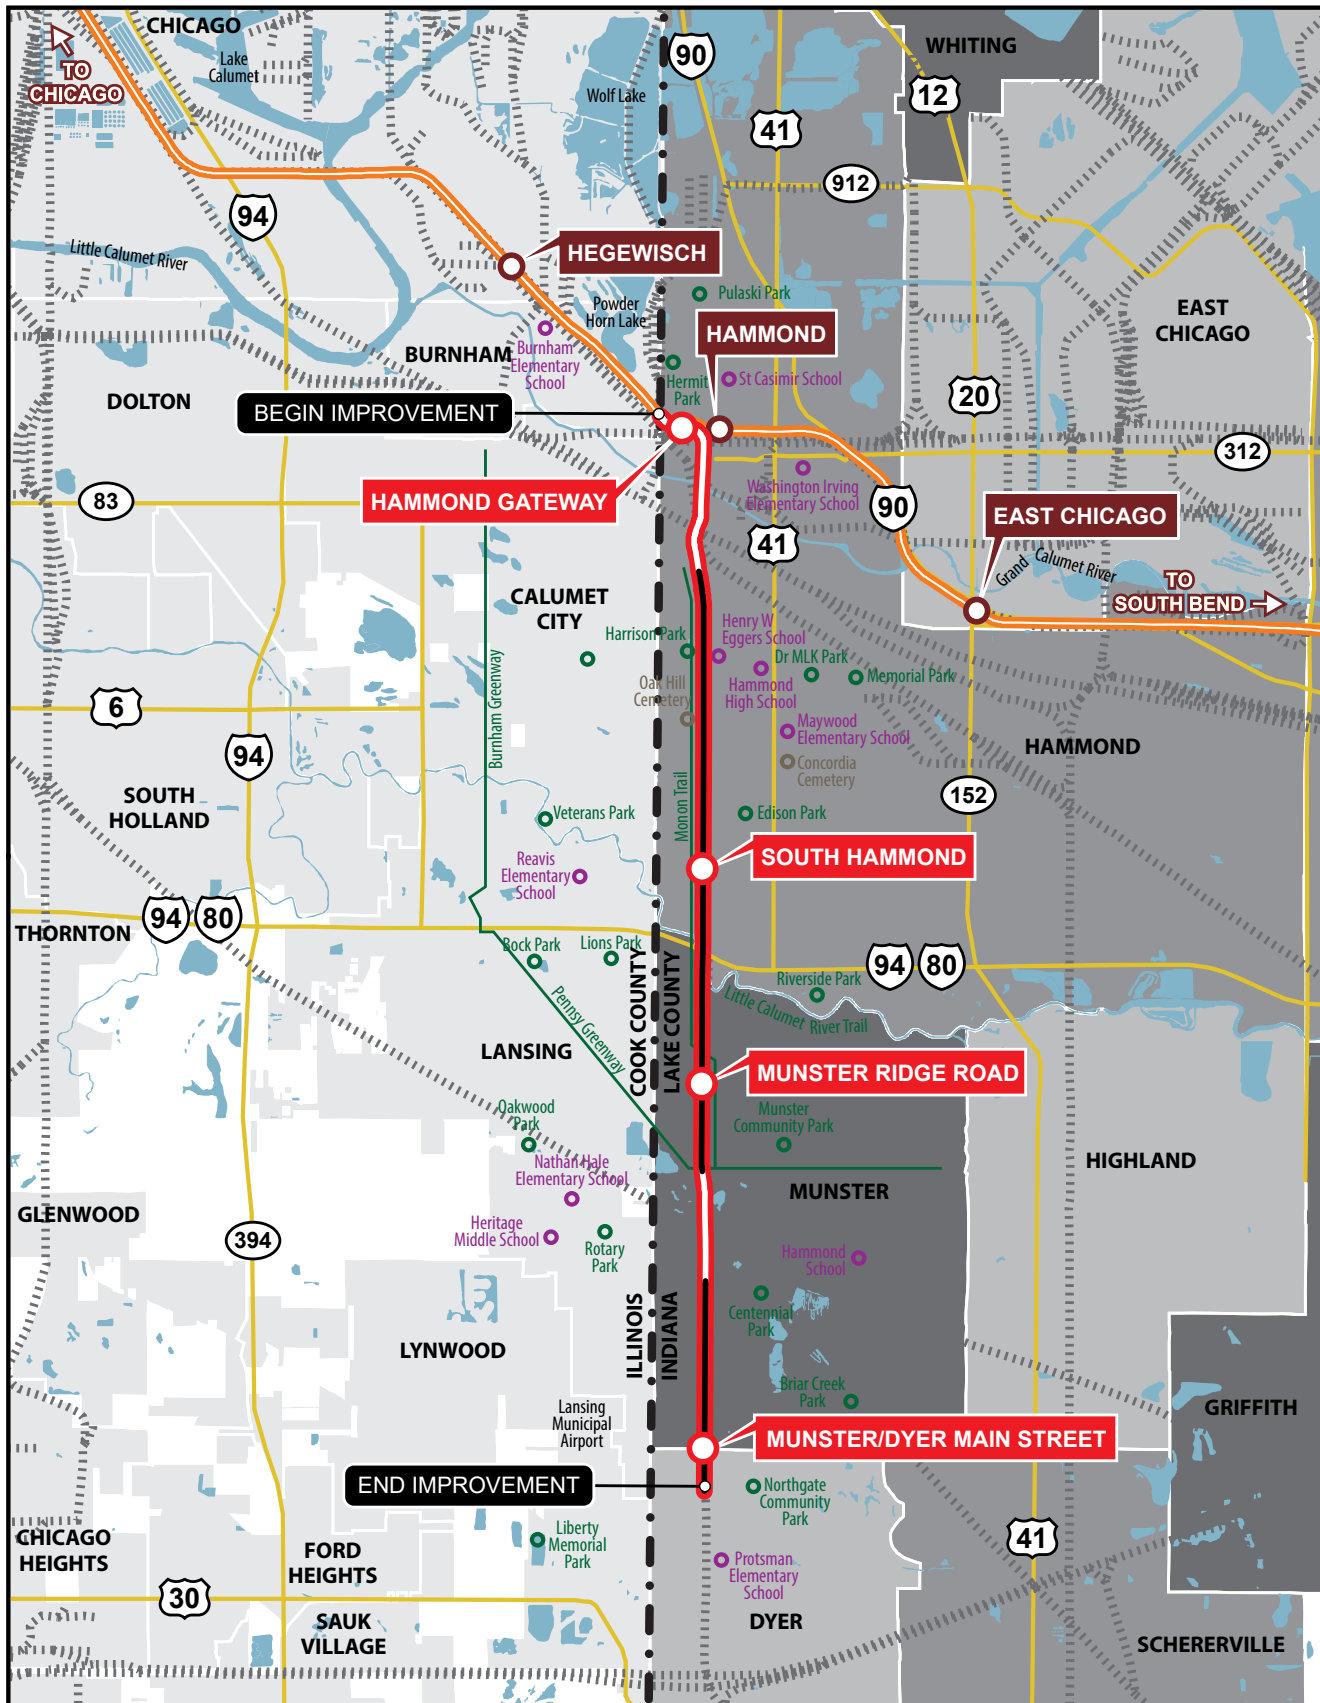 CHICAGO
Lake
Calumet
TO
CHICAGO
Wolf Lake
90
WHITING
12
41
912
94
Little Calumet River
HEGEWISCH
Pulaski Park
Powder
Horn Lake
HAMMOND
EAST
CHICAGO
BURNHAM
Burnham
Elementary
School
Hermit
Park
St Casimir School
DOLTON
BEGIN IMPROVEMENT
20
312
83
HAMMOND GATEWAY
Washington Irving
Elementary School
90
41
EAST CHICAGO
Grand Calumet River
TO
SOUTH BEND
CALUMET
CITY
Harrison Park
Henry W
Eggers School
Dr MLK Park
Memorial Park
Hammond
High School
Oak Hill
Cemetery
Burnham Greenway
6
94
Maywood
Elementary School
Concordia
Cemetery
HAMMOND
152
SOUTH
HOLLAND
Veterans Park
Monon Trail
Edison Park
Reavis
Elementary
School
SOUTH HAMMOND
94
80
THORNTON
Bock Park
Lions Park
COOK COUNTY
LAKE COUNTY
94
80
Riverside Park
Little Calumet River Trail
Pennsy Greenway
LANSING
MUNSTER RIDGE ROAD
Oakwood
Park
Munster
Community Park
Nathan Hale
Elementary School
HIGHLAND
MUNSTER
GLENWOOD
394
Heritage
Middle School
Rotary
Park
Hammond
School
Centennial
Park
ILLINOIS
INDIANA
LYNWOOD
Briar Creek
Park
Lansing
Municipal
Airport
GRIFFITH
MUNSTER/DYER MAIN STREET
END IMPROVEMENT
Northgate
Community
Park
CHICAGO
HEIGHTS
FORD
HEIGHTS
Liberty
Memorial
Park
41
Protsman
Elementary
School
30
SAUK
VILLAGE
DYER
SCHERERVILLE